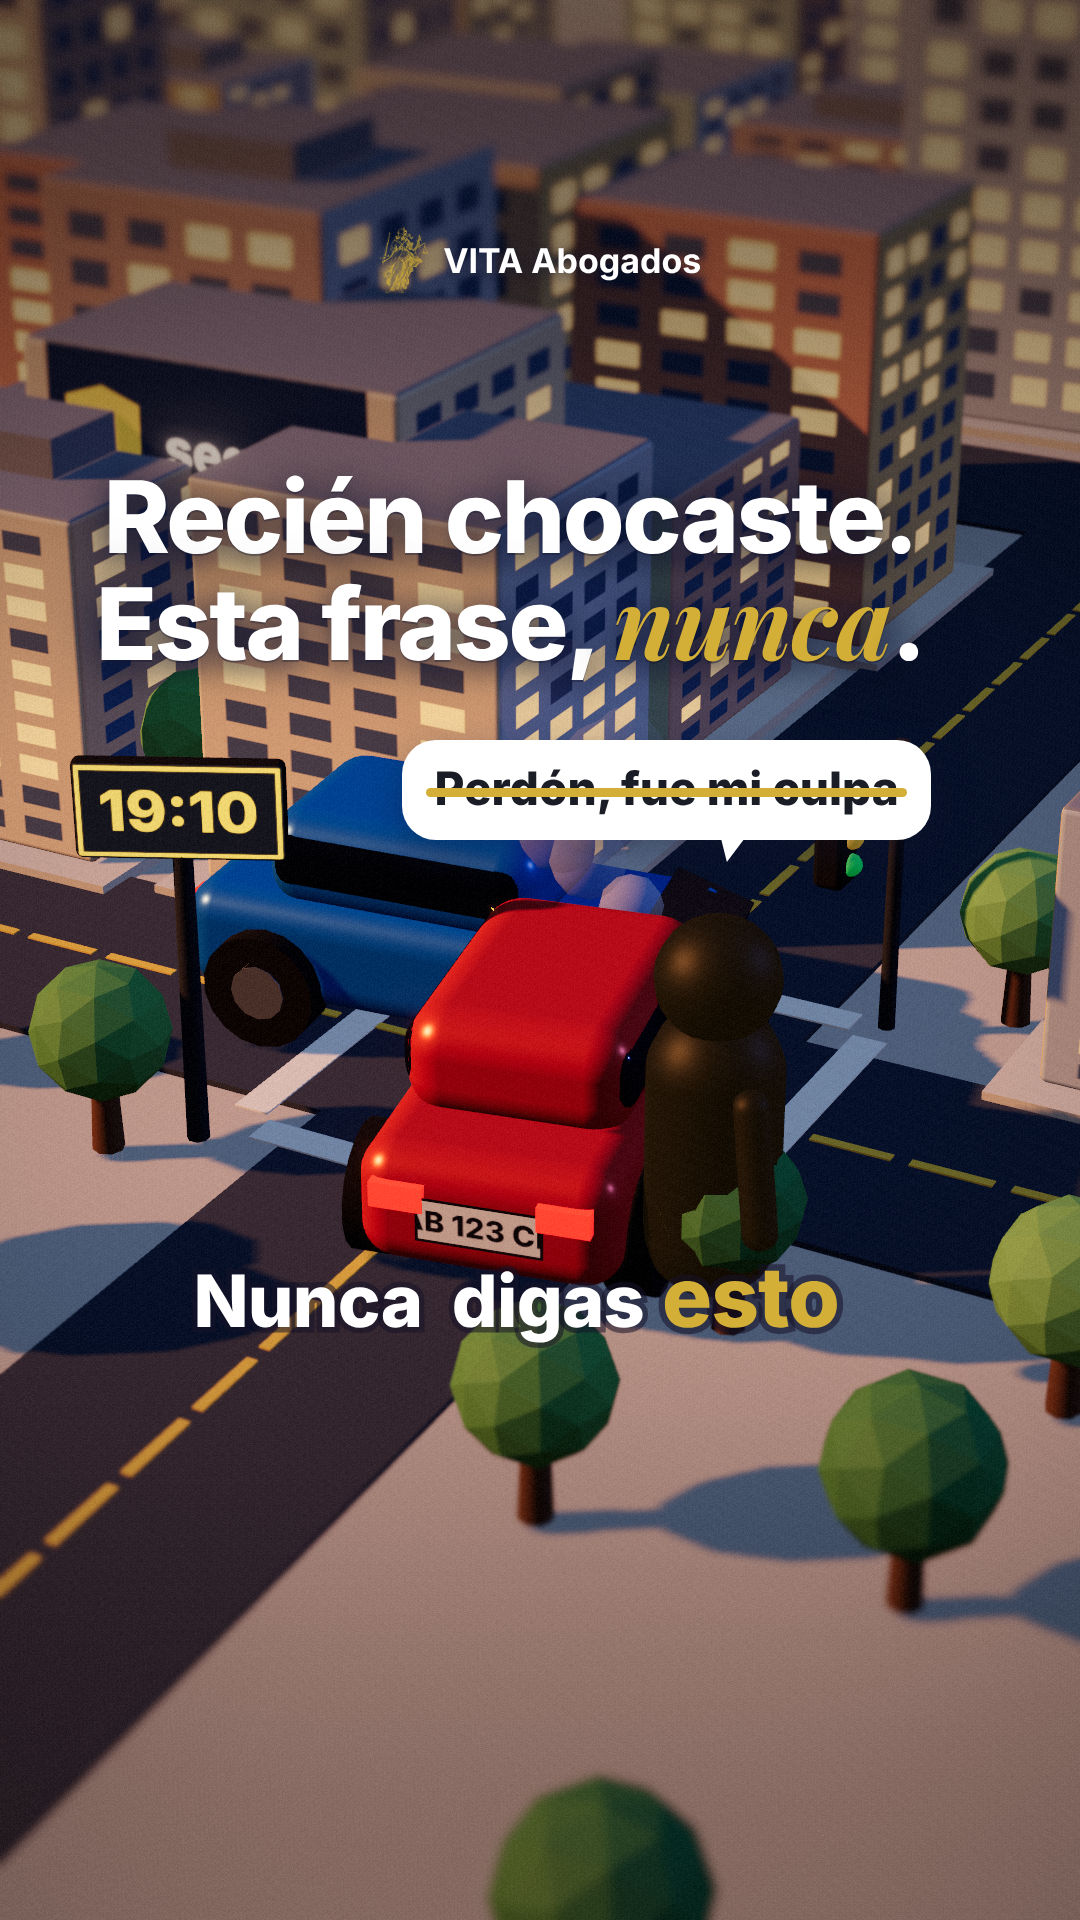 VITA Abogados
Recién chocaste.
Esta frase, nunca.
Perdón, fue mi culpa
19:10
B 123 C
Nunca digas esto